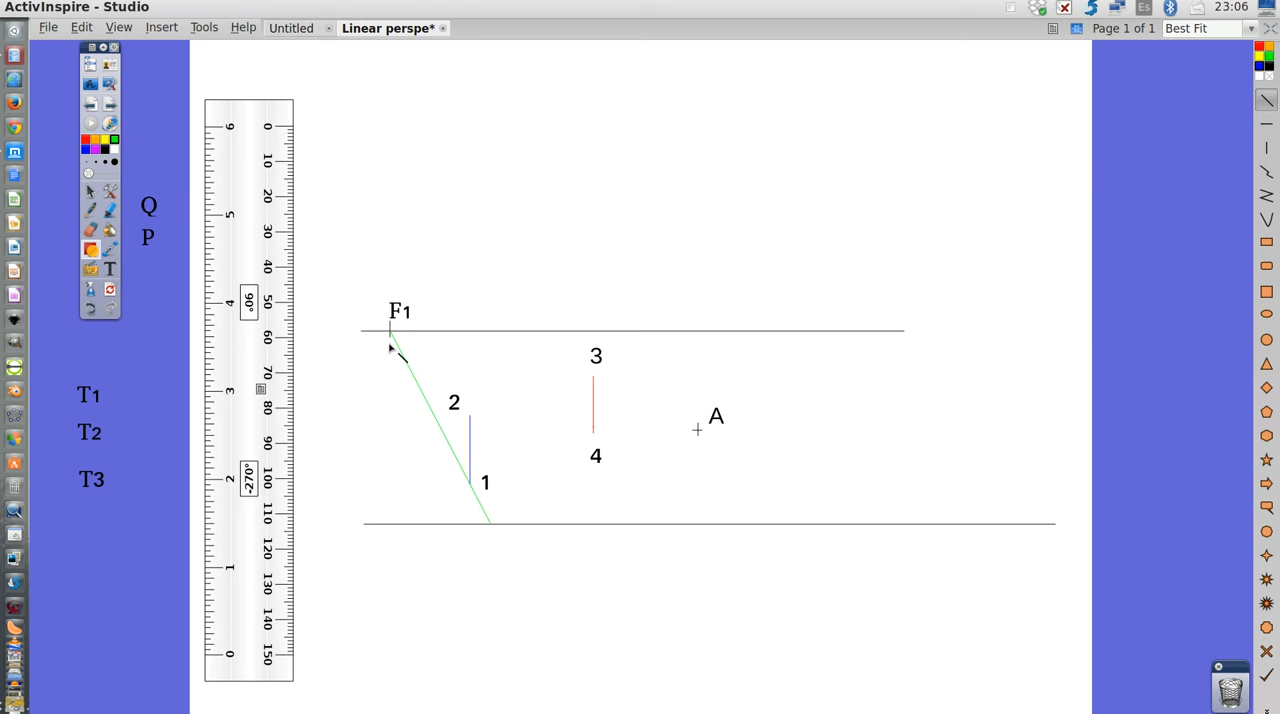 ActivInspire - Studio
Es
23:06
File Edit View Insert Tools Help Untitled Linear perspe*
Page 1 of 1 Best Fit
Q
P
T1
T2
T3
6 5 4 3 2 1 0
0 10 20 30 40 50 60 70 80 90 100 110 120 130 140 150
90°
-270°
F1
3
2
A
4
1
T